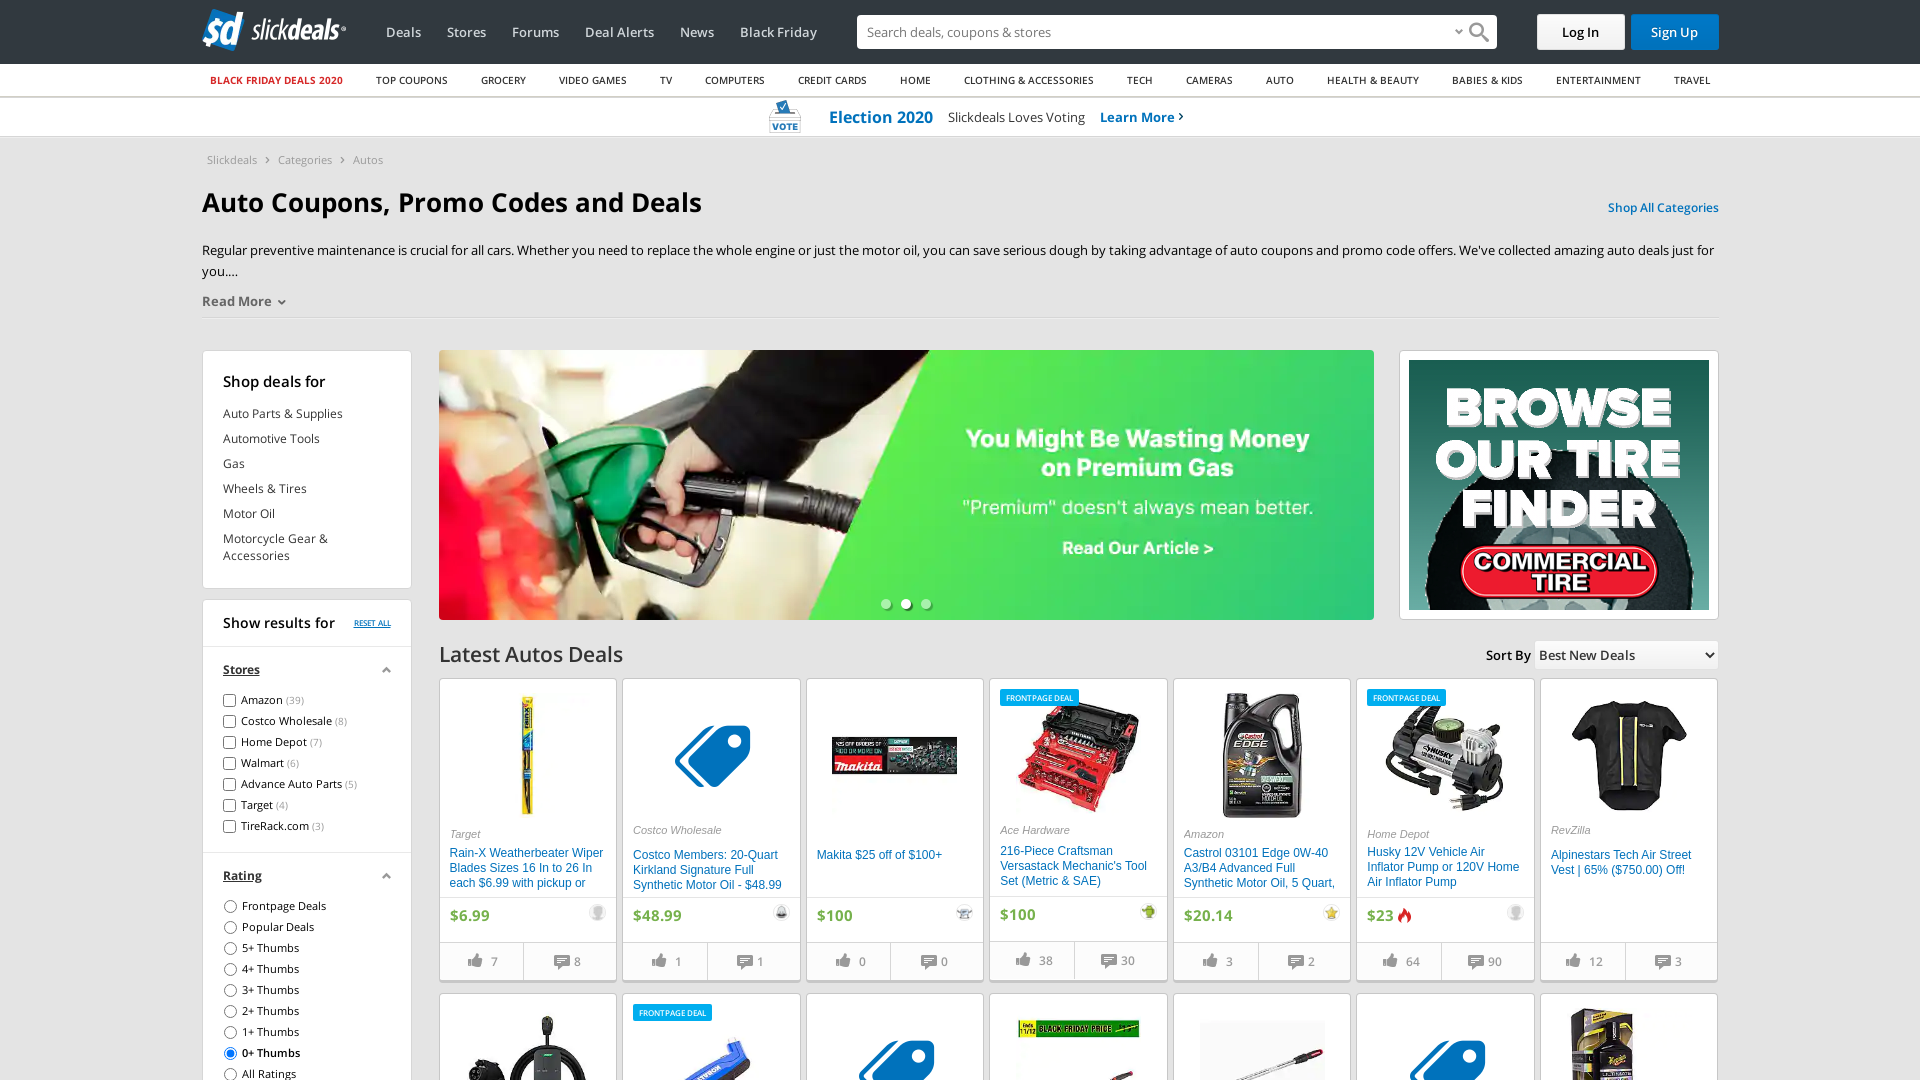 slickdeals
Deals
Stores
Forums
Deal Alerts
News
Black Friday
Search deals, coupons & stores
Log In
Sign Up
BLACK FRIDAY DEALS 2020
TOP COUPONS
GROCERY
VIDEO GAMES
TV
COMPUTERS
CREDIT CARDS
HOME
CLOTHING & ACCESSORIES
TECH
CAMERAS
AUTO
HEALTH & BEAUTY
BABIES & KIDS
ENTERTAINMENT
TRAVEL
VOTE
Election 2020
Slickdeals Loves Voting
Learn More
Slickdeals
Categories
Autos
Auto Coupons, Promo Codes and Deals
Shop All Categories
Regular preventive maintenance is crucial for all cars. Whether you need to replace the whole engine or just the motor oil, you can save serious dough by taking advantage of auto coupons and promo code offers. We've collected amazing auto deals just for
you....
Read More
Shop deals for
Auto Parts & Supplies
Automotive Tools
Gas
Wheels & Tires
Motor Oil
Motorcycle Gear &
Accessories
Show results for
RESET ALL
Stores
Amazon (39)
Costco Wholesale (8)
Home Depot (7)
Walmart (6)
Advance Auto Parts (5)
Target (4)
TireRack.com (3)
Rating
Frontpage Deals
Popular Deals
5+ Thumbs
4+ Thumbs
3+ Thumbs
2+ Thumbs
1+ Thumbs
0+ Thumbs
All Ratings
You Might Be Wasting Money
on Premium Gas
"Premium" doesn't always mean better.
Read Our Article >
BROWSE
OUR TIRE
FINDER
COMMERCIAL
TIRE
Latest Autos Deals
Sort By
Best New Deals
Target
Rain-X Weatherbeater Wiper
Blades Sizes 16 In to 26 In
each $6.99 with pickup or
$6.99
7
8
Costco Wholesale
Costco Members: 20-Quart
Kirkland Signature Full
Synthetic Motor Oil - $48.99
$48.99
1
1
makita
Makita $25 off of $100+
$100
0
0
FRONTPAGE DEAL
Ace Hardware
216-Piece Craftsman
Versastack Mechanic's Tool
Set (Metric & SAE)
$100
38
30
Castrol
EDGE
Amazon
Castrol 03101 Edge 0W-40
A3/B4 Advanced Full
Synthetic Motor Oil, 5 Quart,
$20.14
3
2
FRONTPAGE DEAL
HUSKY
Home Depot
Husky 12V Vehicle Air
Inflator Pump or 120V Home
Air Inflator Pump
$23
64
90
RevZilla
Alpinestars Tech Air Street
Vest | 65% ($750.00) Off!
12
3
FRONTPAGE DEAL
Ends
11/12
BLACK FRIDAY PRICE